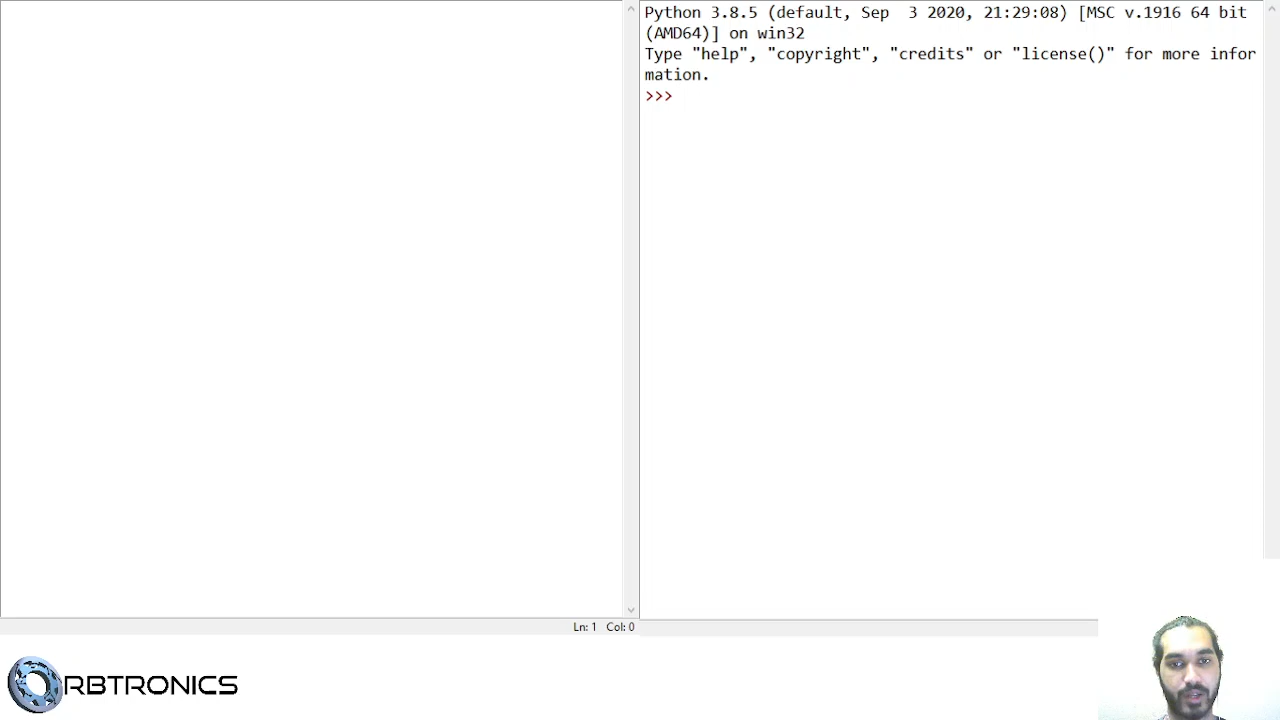 Python 3.8.5 (default, Sep  3 2020, 21:29:08) [MSC v.1916 64 bit
(AMD64)] on win32
Type "help", "copyright", "credits" or "license()" for more infor
mation.
>>>
Ln: 1 Col: 0
ORBTRONICS